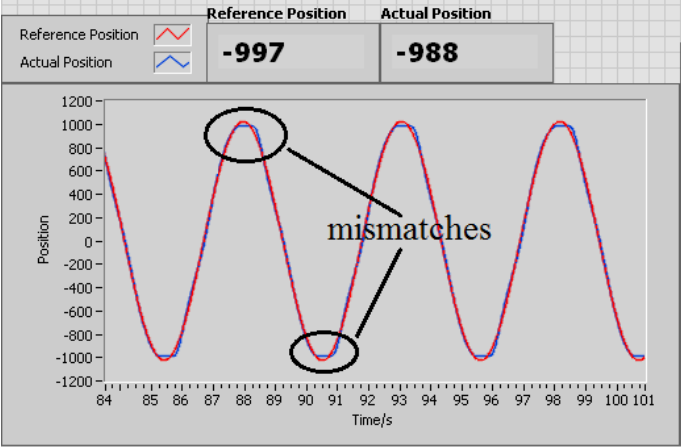 Reference Position
Actual Position
Reference Position
Actual Position
-997
-988
1200
1000
800
600
400
200
0
-200
-400
-600
-800
-1000
-1200
Position
mismatches
84 85 86 87 88 89 90 91 92 93 94 95 96 97 98 99 100 101
Time/s